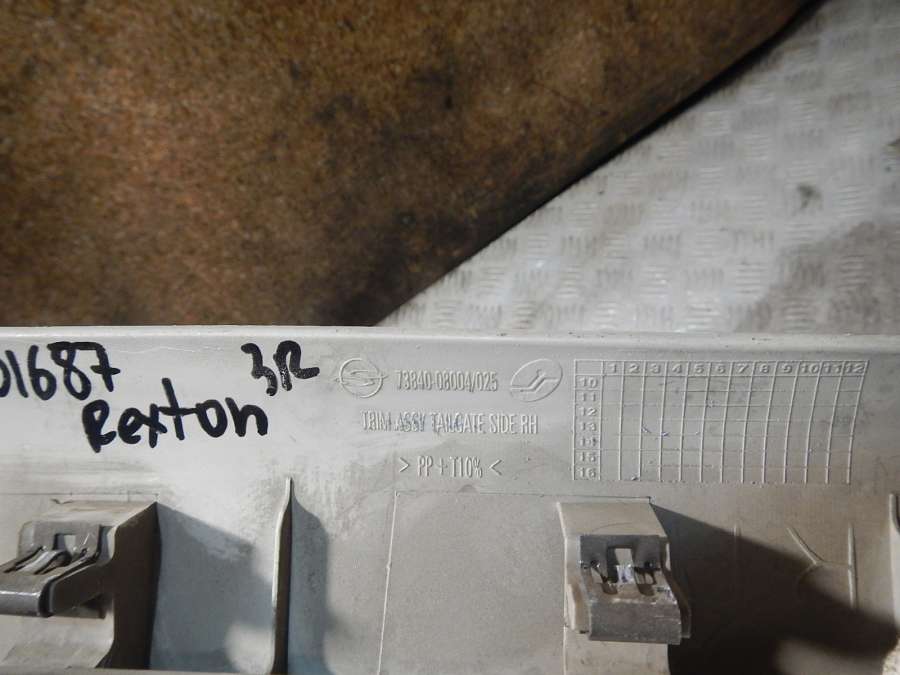 01687 ЗR
Rexton
73840-08004/025
TRIM ASSY TAILGATE SIDE RH
> PP + T10% <
1 2 3 4 5 6 7 8 9 10 11 12
10
11
12
13
14
15
16